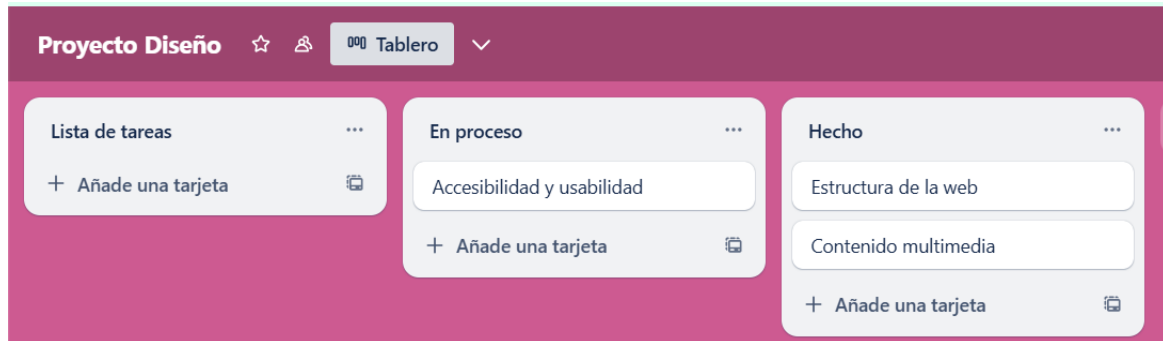 Proyecto Diseño
Tablero
Lista de tareas
Añade una tarjeta
En proceso
Accesibilidad y usabilidad
Añade una tarjeta
Hecho
Estructura de la web
Contenido multimedia
Añade una tarjeta